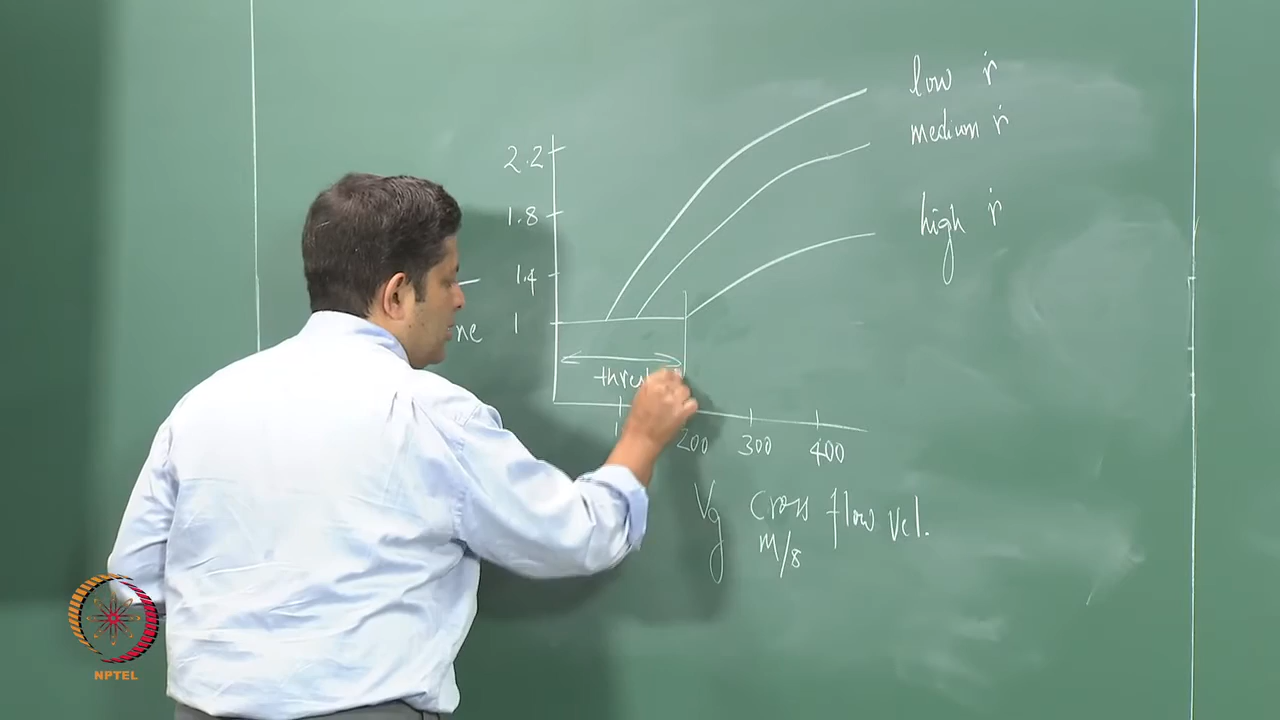 low ṙ
medium ṙ
2.2
1.8
high ṙ
1.4
1
ne
200
300
400
Vg cross flow vel.
m/s
NPTEL